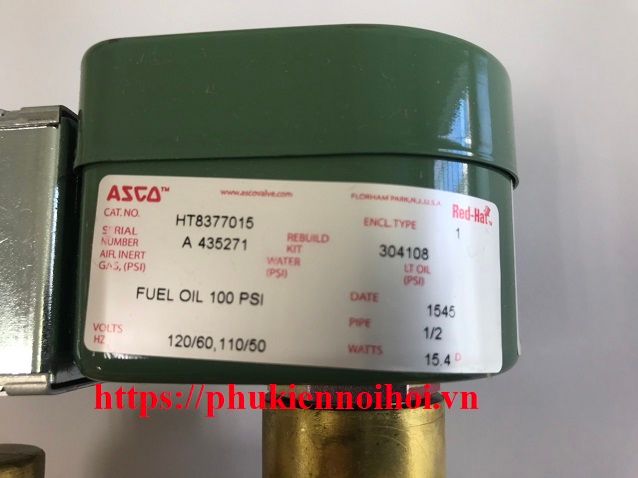 ASCO™ www.ascovalve.com FLORHAM PARK, N.J., U.S.A. Red-Hat
CAT. NO. HT8377015 ENCL. TYPE 1
SERIAL NUMBER A 435271 REBUILD KIT 304108
AIR, INERT GAS, (PSI) WATER (PSI) LT OIL (PSI)
FUEL OIL 100 PSI DATE 1545
PIPE 1/2
VOLTS HZ 120/60,110/50 WATTS 15.4 D
https://phukiennoihoi.vn